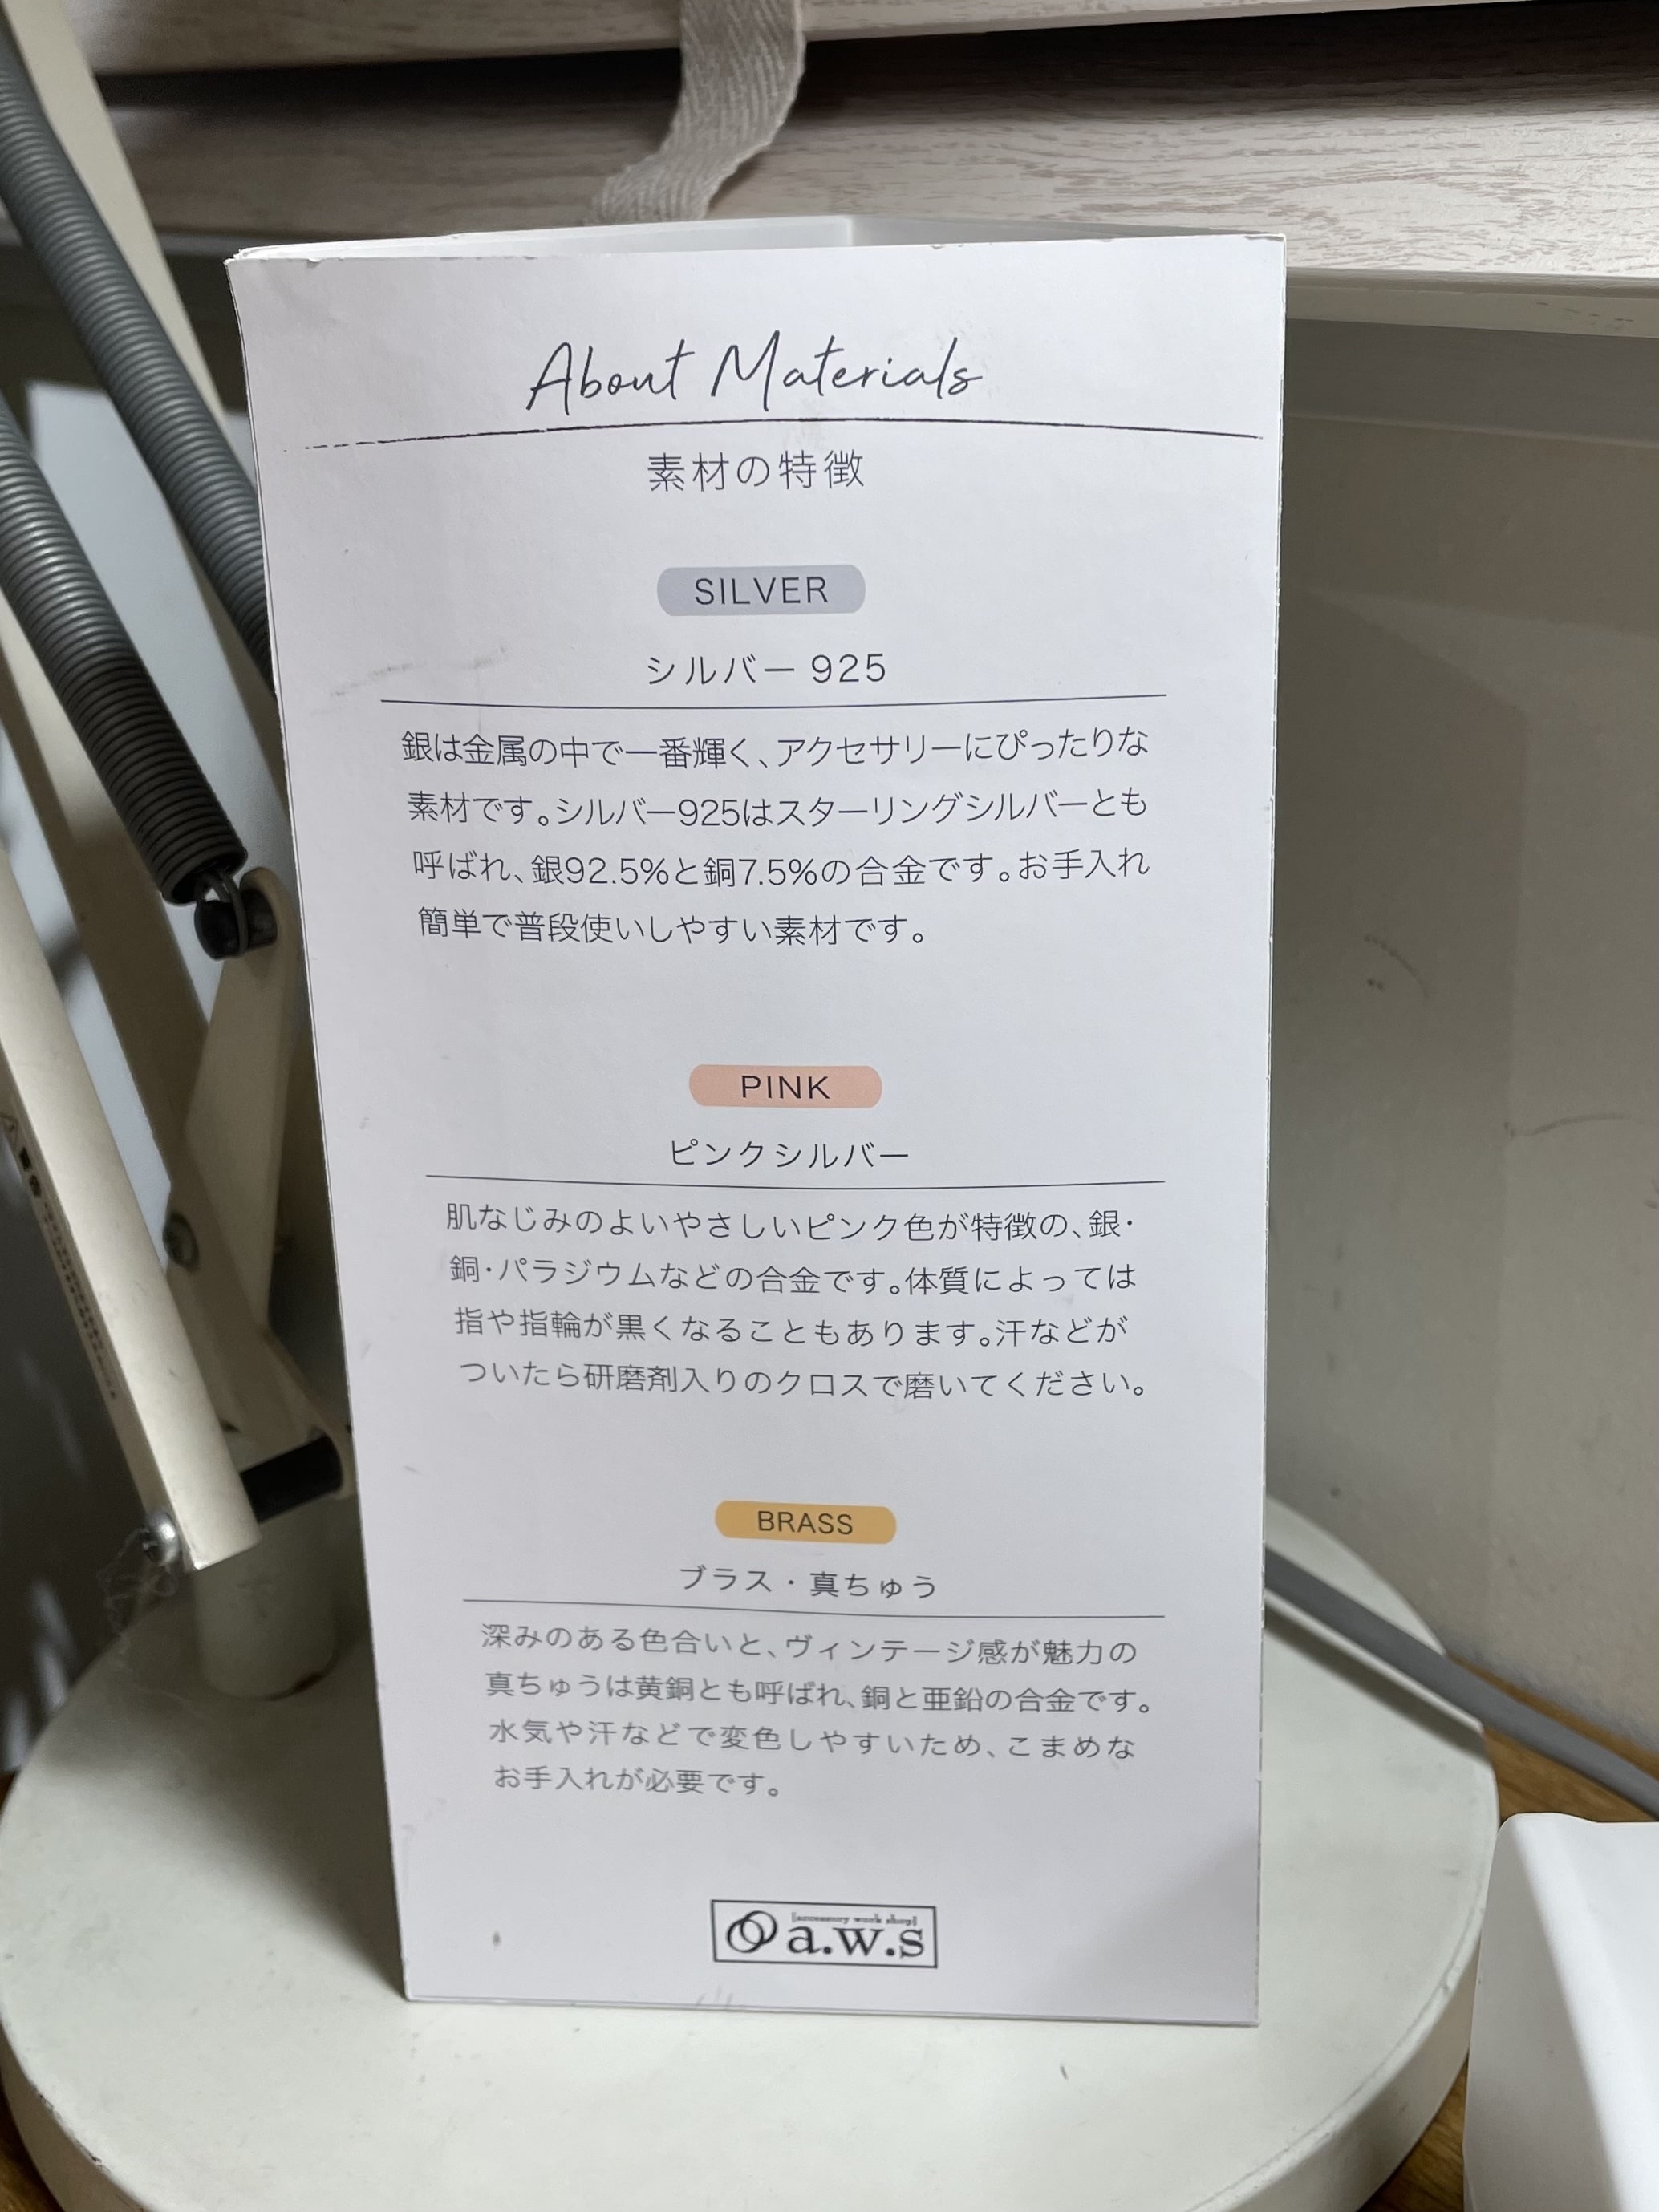 About Materials
素材の特徴
SILVER
シルバー 925
銀は金属の中で一番輝く、アクセサリーにぴったりな
素材です。シルバー925はスターリングシルバーとも
呼ばれ、銀92.5%と銅7.5%の合金です。お手入れ
簡単で普段使いしやすい素材です。
PINK
ピンクシルバー
肌なじみのよいやさしいピンク色が特徴の、銀・
銅・パラジウムなどの合金です。体質によっては
指や指輪が黒くなることもあります。汗などが
ついたら研磨剤入りのクロスで磨いてください。
BRASS
ブラス・真ちゅう
深みのある色合いと、ヴィンテージ感が魅力の
真ちゅうは黄銅とも呼ばれ、銅と亜鉛の合金です。
水気や汗などで変色しやすいため、こまめな
お手入れが必要です。
[accessory work shop]
a.w.s